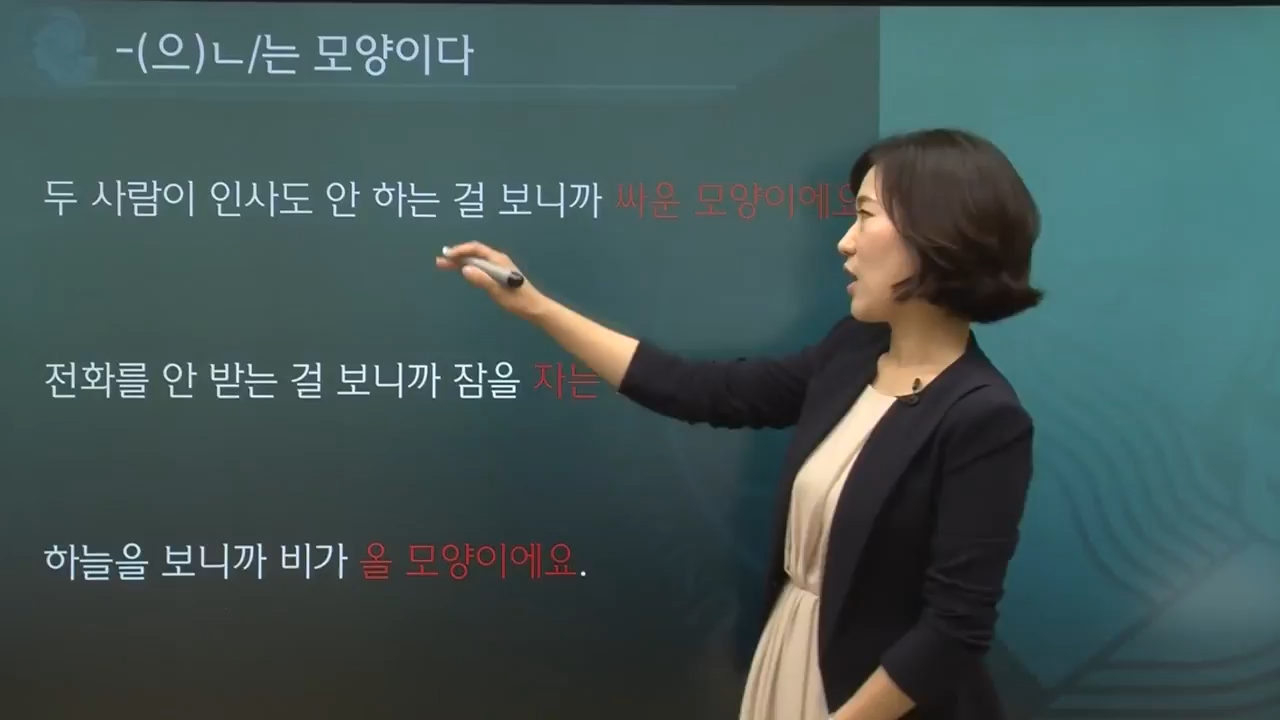 -(으)ㄴ/는 모양이다
두 사람이 인사도 안 하는 걸 보니까 싸운 모양이에요
전화를 안 받는 걸 보니까 잠을 자는
하늘을 보니까 비가 올 모양이에요.